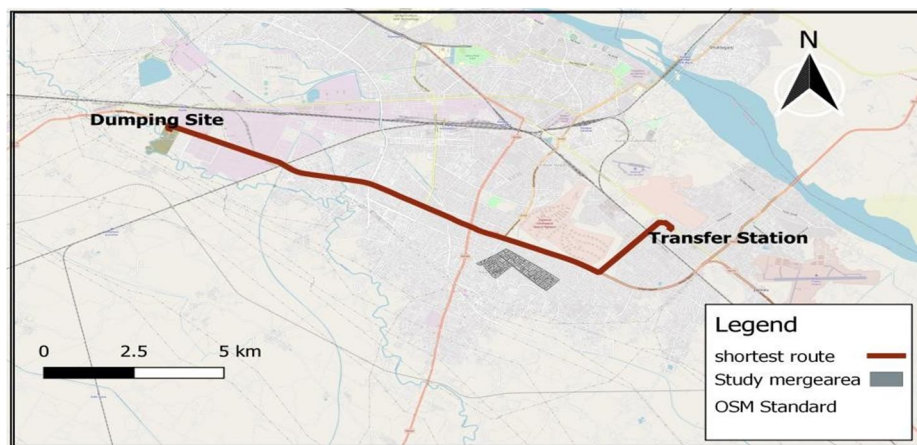 N
Dumping Site
Transfer Station
0 2.5 5 km
Legend
shortest route
Study mergearea
OSM Standard